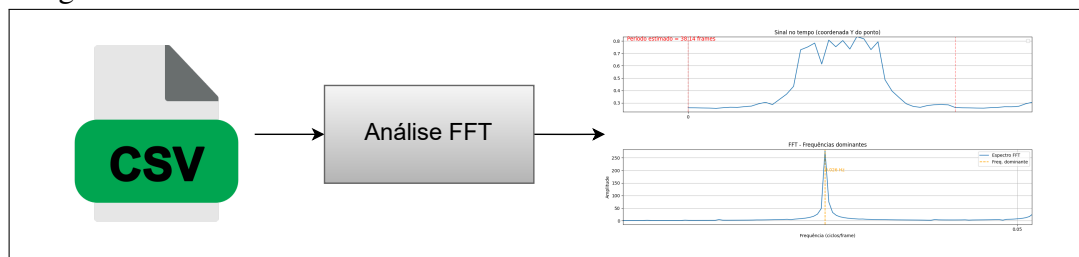 CSV
Análise FFT
Sinal no tempo (coordenada Y do ponto)
Período estimado = 38.14 frames
0.8
0.7
0.6
0.5
0.4
0.3
0
FFT - Frequências dominantes
Espectro FFT
Freq. dominante
250
200
150
100
50
0
Amplitude
0.05
Frequência (ciclos/frame)